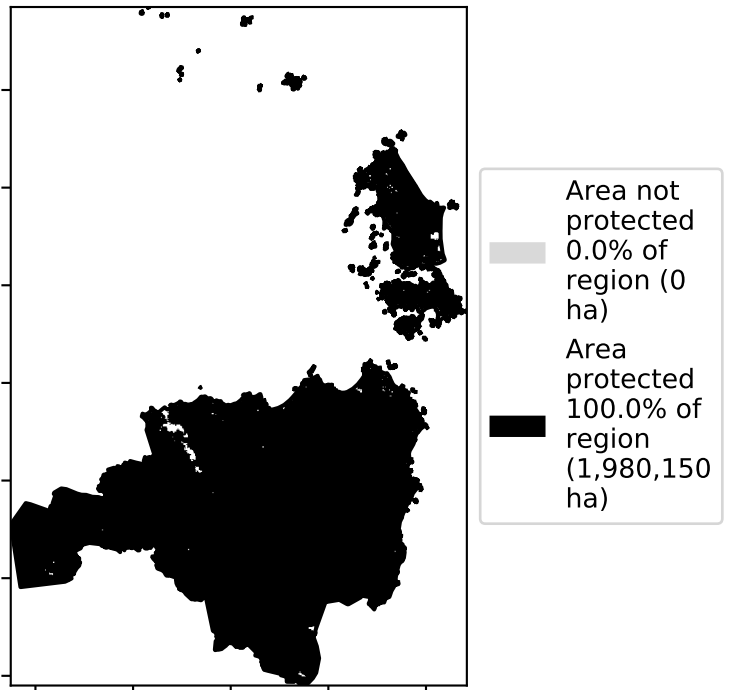 Area not
protected
0.0% of
region (0
ha)
Area
protected
100.0% of
region
(1,980,150
ha)